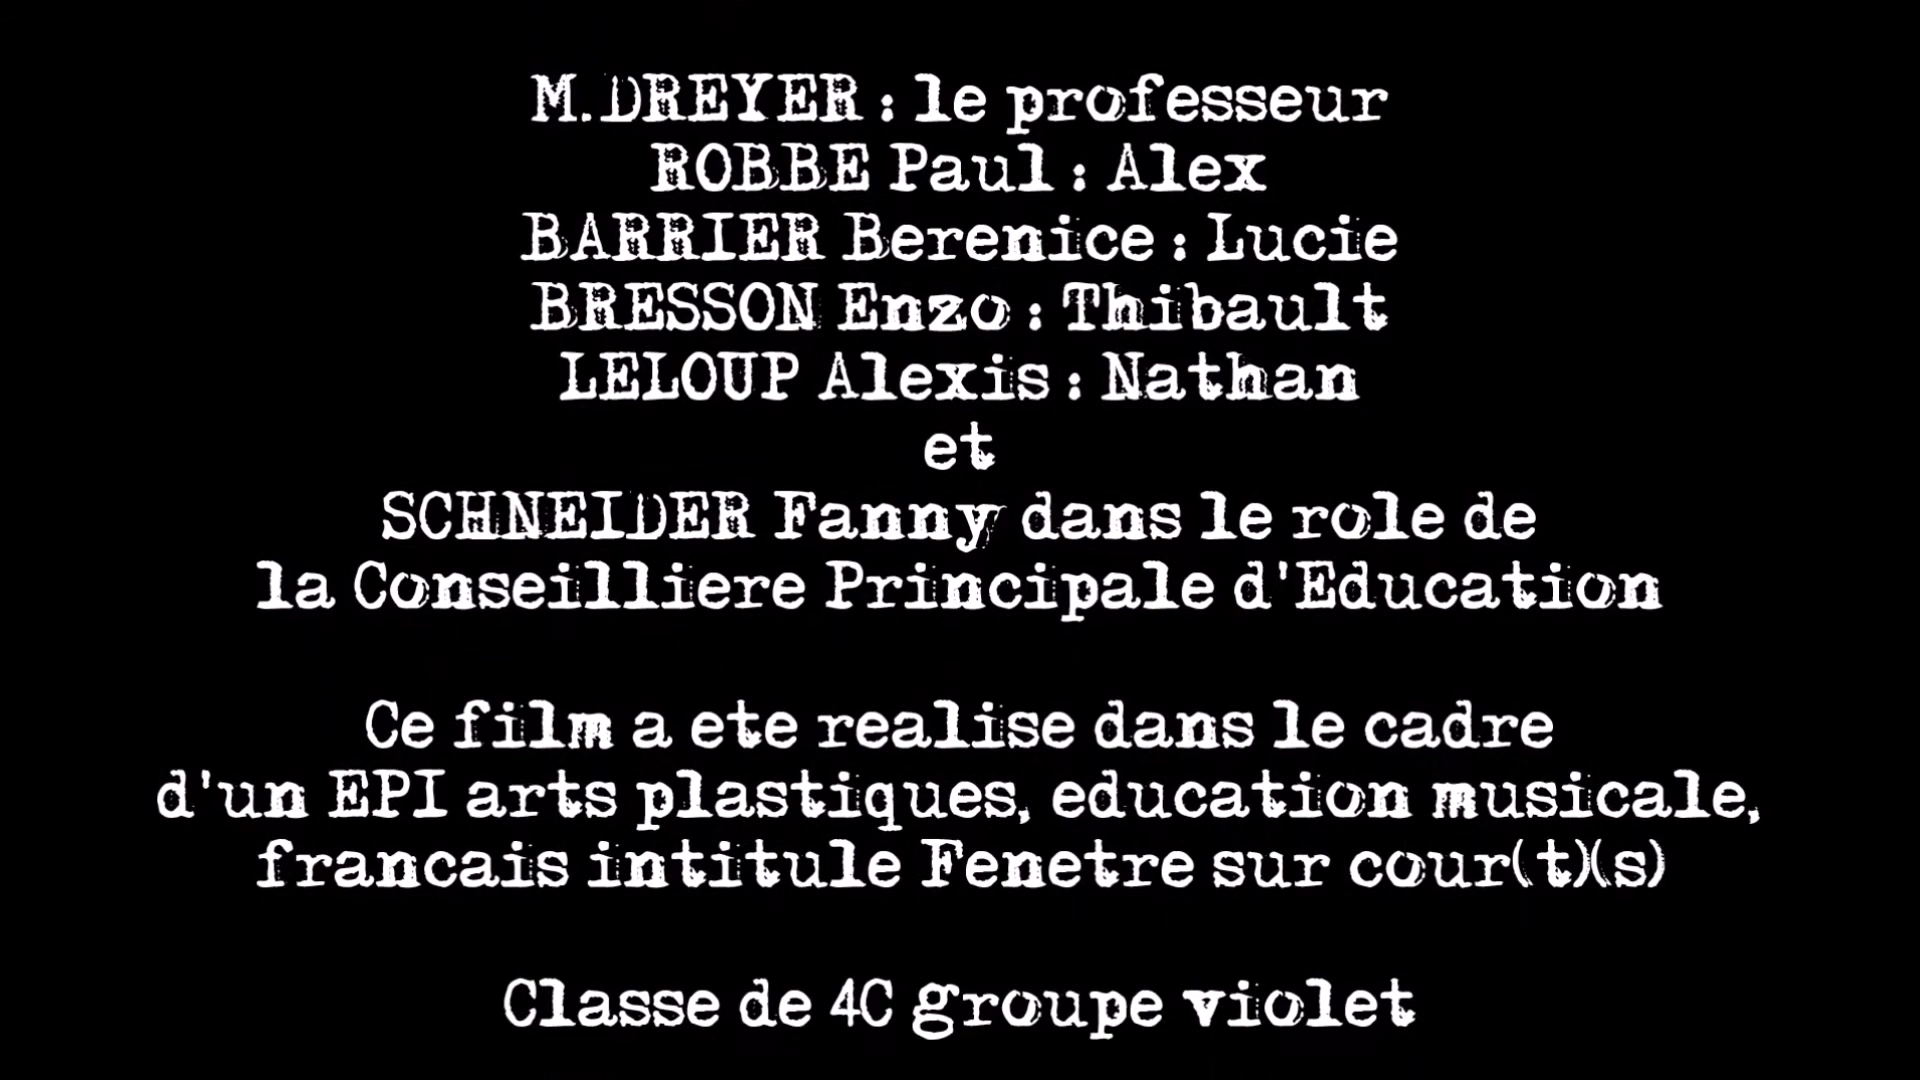 M.DREYER : le professeur
ROBBE Paul : Alex
BARRIER Berenice : Lucie
BRESSON Enzo : Thibault
LELOUP Alexis : Nathan
et
SCHNEIDER Fanny dans le role de
la Conseilliere Principale d'Education
Ce film a ete realise dans le cadre
d'un EPI arts plastiques, education musicale,
francais intitule Fenetre sur cour(t)(s)
Classe de 4C groupe violet